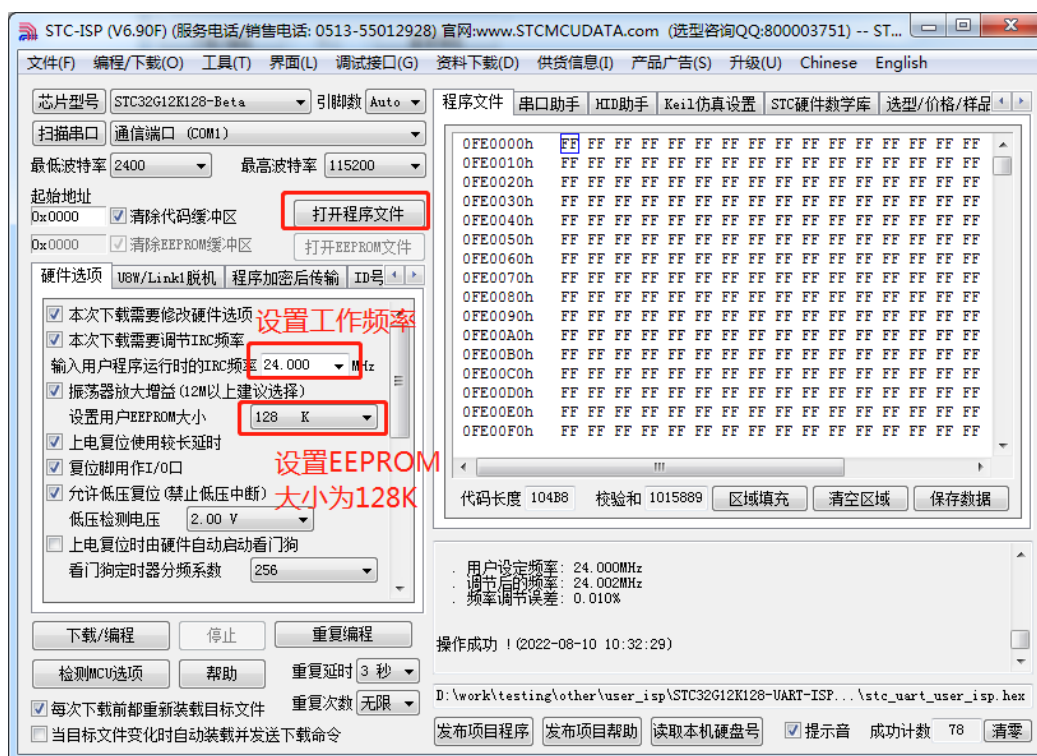 STC-ISP (V6.90F) (服务电话/销售电话: 0513-55012928) 官网:www.STCMCUDATA.com (选型咨询QQ:800003751) -- ST...
文件(F) 编程/下载(O) 工具(T) 界面(L) 调试接口(G) 资料下载(D) 供货信息(I) 产品广告(S) 升级(U) Chinese English
芯片型号 STC32G12K128-Beta 引脚数 Auto
扫描串口 通信端口 (COM1)
最低波特率 2400 最高波特率 115200
起始地址
0x0000 清除代码缓冲区 打开程序文件
0x0000 清除EEPROM缓冲区 打开EEPROM文件
硬件选项 U8W/Link1脱机 程序加密后传输 ID号
本次下载需要修改硬件选项
设置工作频率
本次下载需要调节IRC频率
输入用户程序运行时的IRC频率 24.000 MHz
振荡器放大增益(12M以上建议选择)
设置用户EEPROM大小 128 K
上电复位使用较长延时
复位脚用作I/O口
设置EEPROM
大小为128K
允许低压复位(禁止低压中断)
低压检测电压 2.00 V
上电复位时由硬件自动启动看门狗
看门狗定时器分频系数 256
下载/编程 停止 重复编程
检测MCU选项 帮助 重复延时 3 秒
每次下载前都重新装载目标文件 重复次数 无限
当目标文件变化时自动装载并发送下载命令
程序文件 串口助手 HID助手 Keil仿真设置 STC硬件数学库 选型/价格/样品
0FE0000h FF FF FF FF FF FF FF FF FF FF FF FF FF FF FF FF
0FE0010h FF FF FF FF FF FF FF FF FF FF FF FF FF FF FF FF
0FE0020h FF FF FF FF FF FF FF FF FF FF FF FF FF FF FF FF
0FE0030h FF FF FF FF FF FF FF FF FF FF FF FF FF FF FF FF
0FE0040h FF FF FF FF FF FF FF FF FF FF FF FF FF FF FF FF
0FE0050h FF FF FF FF FF FF FF FF FF FF FF FF FF FF FF FF
0FE0060h FF FF FF FF FF FF FF FF FF FF FF FF FF FF FF FF
0FE0070h FF FF FF FF FF FF FF FF FF FF FF FF FF FF FF FF
0FE0080h FF FF FF FF FF FF FF FF FF FF FF FF FF FF FF FF
0FE0090h FF FF FF FF FF FF FF FF FF FF FF FF FF FF FF FF
0FE00A0h FF FF FF FF FF FF FF FF FF FF FF FF FF FF FF FF
0FE00B0h FF FF FF FF FF FF FF FF FF FF FF FF FF FF FF FF
0FE00C0h FF FF FF FF FF FF FF FF FF FF FF FF FF FF FF FF
0FE00D0h FF FF FF FF FF FF FF FF FF FF FF FF FF FF FF FF
0FE00E0h FF FF FF FF FF FF FF FF FF FF FF FF FF FF FF FF
0FE00F0h FF FF FF FF FF FF FF FF FF FF FF FF FF FF FF FF
代码长度 104B8 校验和 1015889 区域填充 清空区域 保存数据
. 用户设定频率: 24.000MHz
. 调节后的频率: 24.002MHz
. 频率调节误差: 0.010%
操作成功 !(2022-08-10 10:32:29)
D:\work\testing\other\user_isp\STC32G12K128-UART-ISP...\stc_uart_user_isp.hex
发布项目程序 发布项目帮助 读取本机硬盘号 提示音 成功计数 78 清零